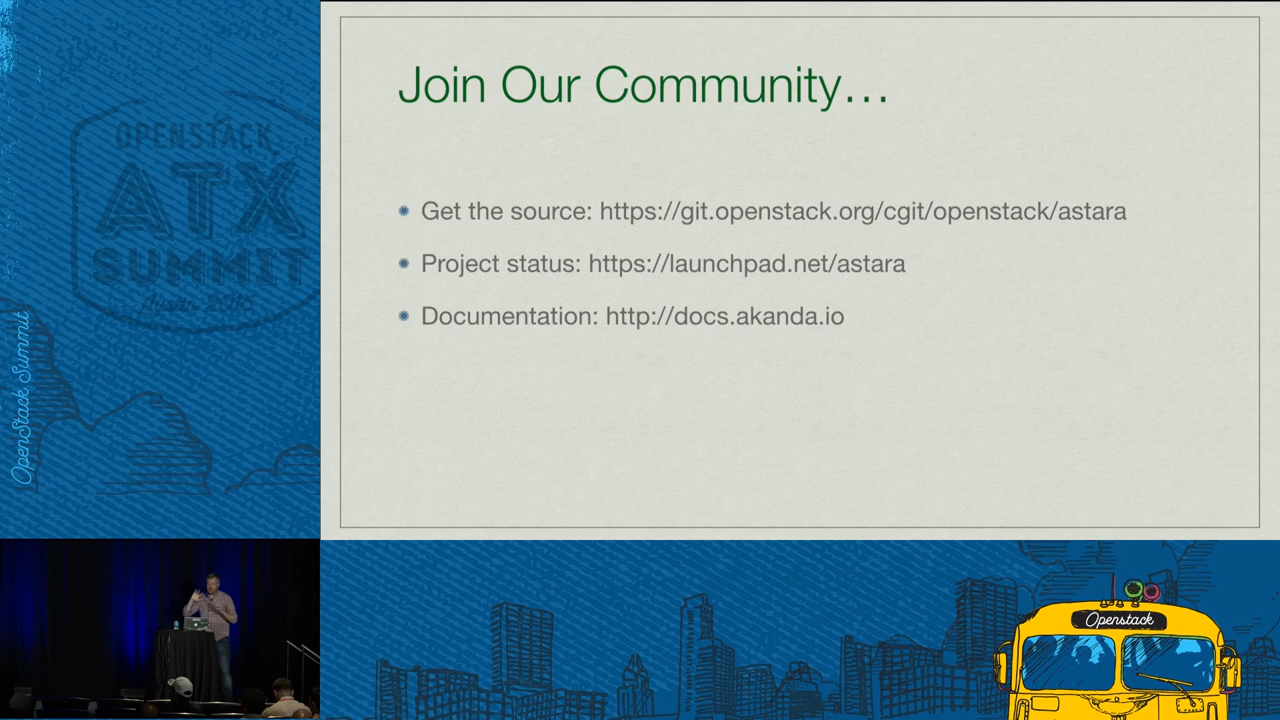 Join Our Community...
Get the source: https://git.openstack.org/cgit/openstack/astara
Project status: https://launchpad.net/astara
Documentation: http://docs.akanda.io
OPENSTACK
ATX
SUMMIT
Austin 2016
OpenStack Summit
Openstack